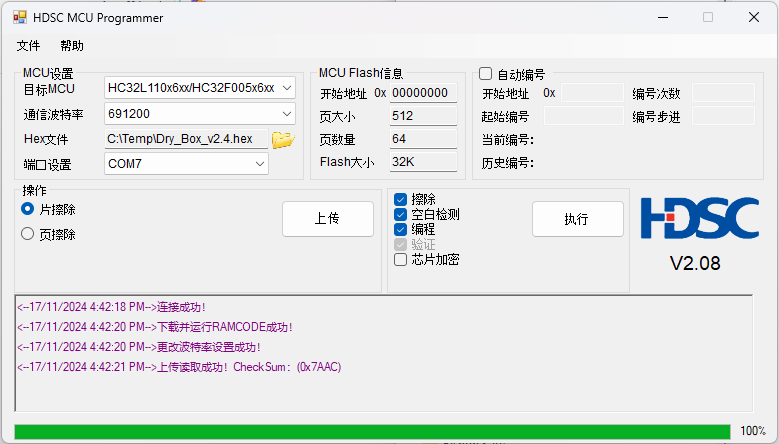 HDSC MCU Programmer
文件 帮助
MCU设置
目标MCU HC32L110x6xx/HC32F005x6xx
通信波特率 691200
Hex文件 C:\Temp\Dry_Box_v2.4.hex
端口设置 COM7
MCU Flash信息
开始地址 0x 00000000
页大小 512
页数量 64
Flash大小 32K
自动编号
开始地址 0x 编号次数
起始编号 编号步进
当前编号:
历史编号:
操作
片擦除
页擦除
上传
擦除
空白检测
编程
验证
芯片加密
执行
HDSC
V2.08
<--17/11/2024 4:42:18 PM-->连接成功!
<--17/11/2024 4:42:20 PM-->下载并运行RAMCODE成功!
<--17/11/2024 4:42:20 PM-->更改波特率设置成功!
<--17/11/2024 4:42:21 PM-->上传读取成功! CheckSum: (0x7AAC)
100%